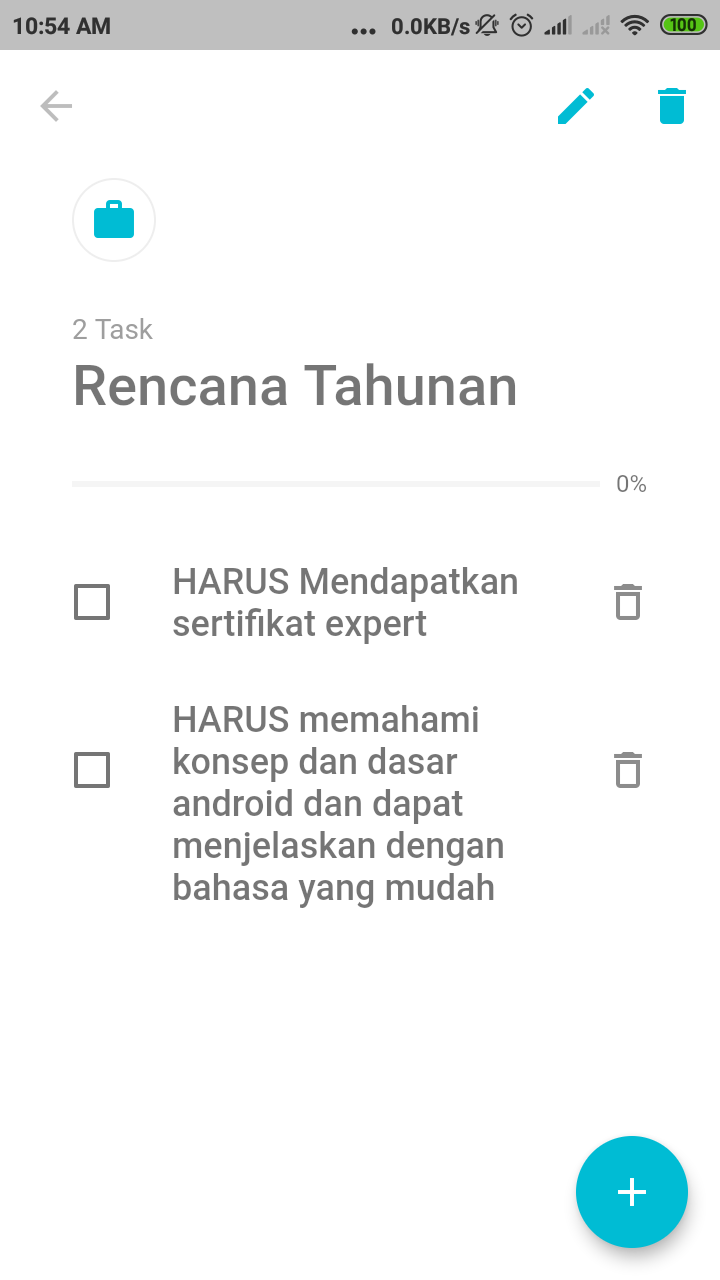 10:54 AM
... 0.0KB/s 100
2 Task
Rencana Tahunan
0%
HARUS Mendapatkan
sertifikat expert
HARUS memahami
konsep dan dasar
android dan dapat
menjelaskan dengan
bahasa yang mudah